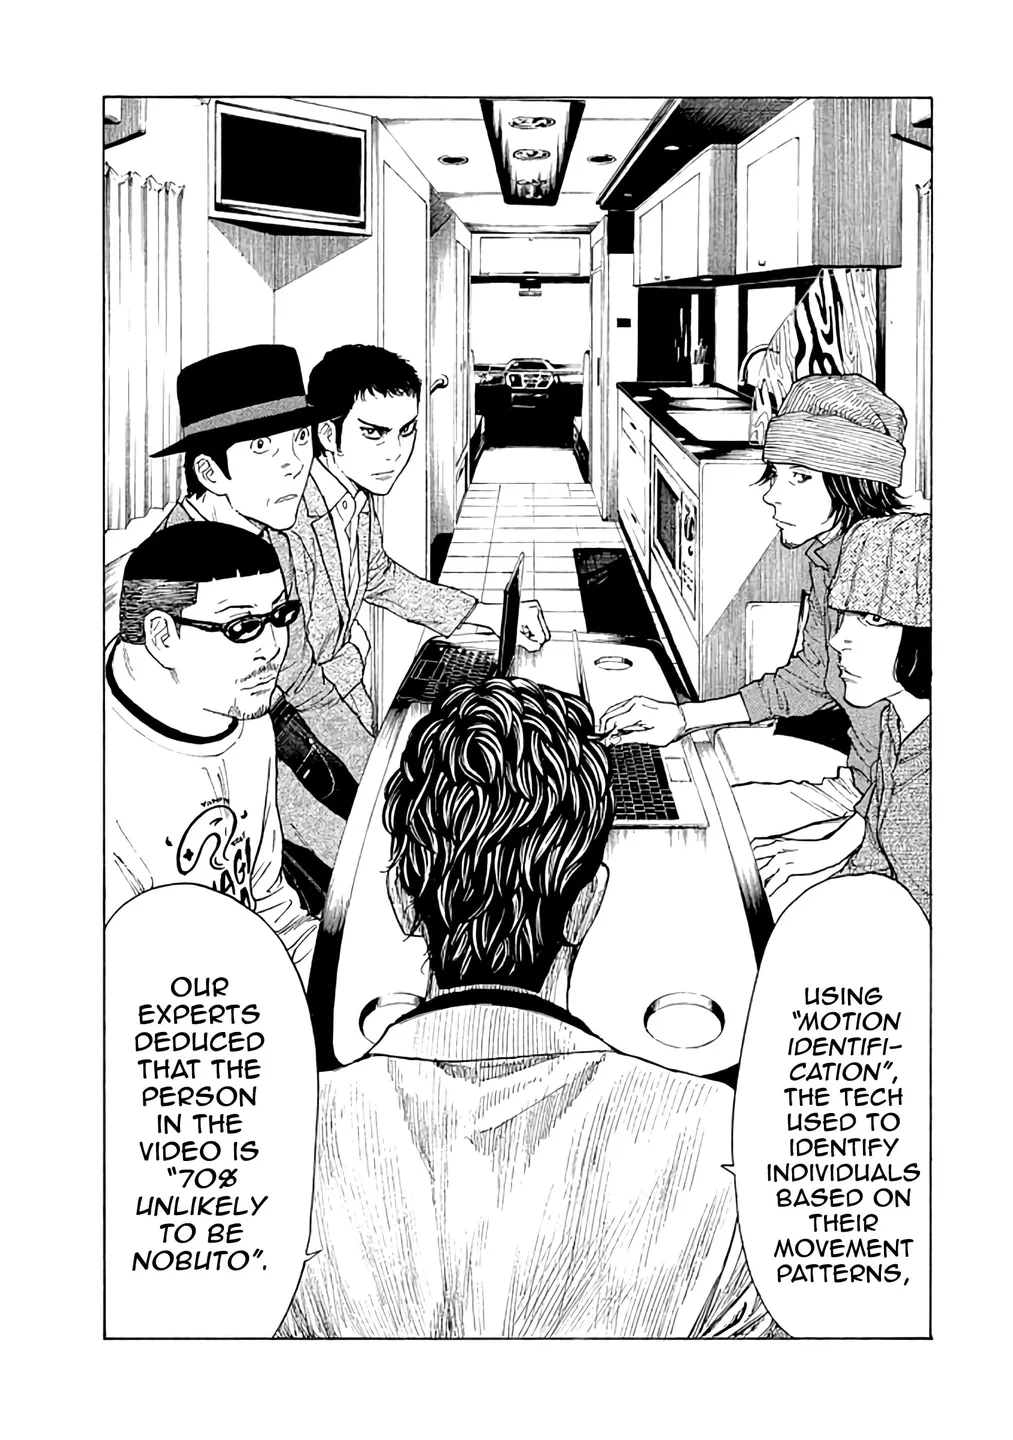 USING
"MOTION
IDENTIFI-
CATION",
THE TECH
USED TO
IDENTIFY
INDIVIDUALS
BASED ON
THEIR
MOVEMENT
PATTERNS,
OUR
EXPERTS
DEDUCED
THAT THE
PERSON
IN THE
VIDEO IS
"70%
UNLIKELY
TO BE
NOBUTO".